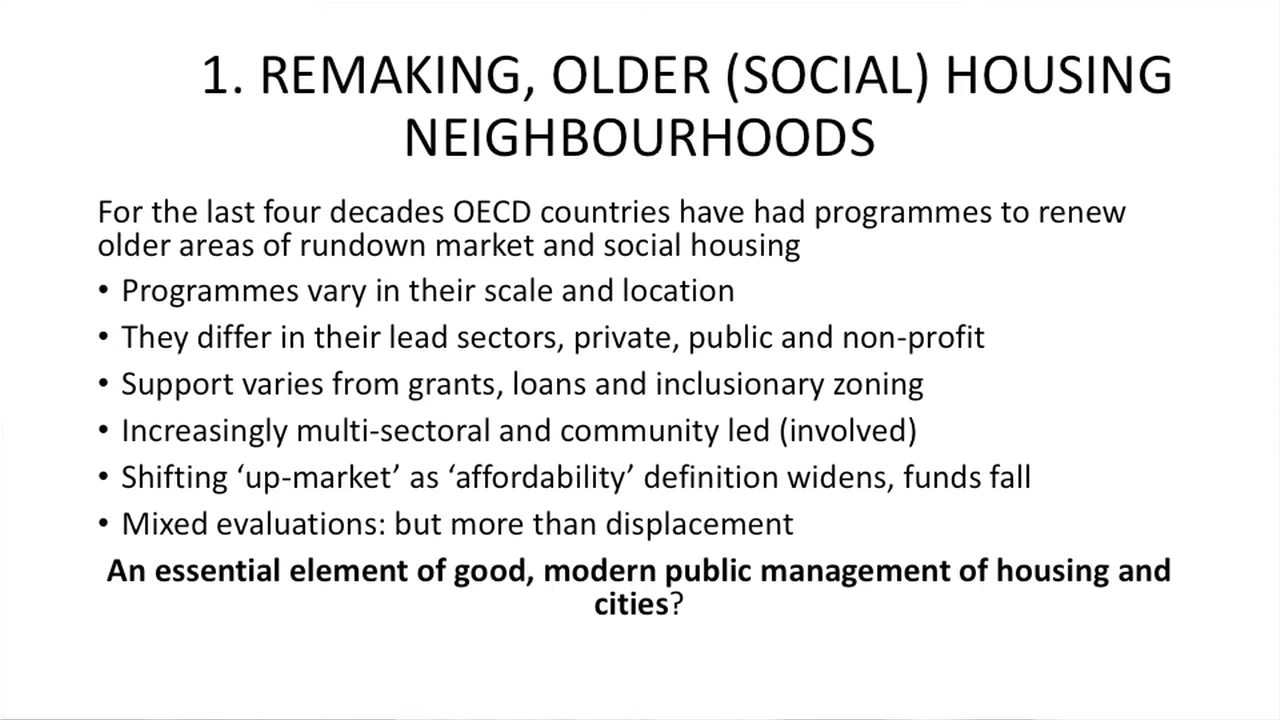 1. REMAKING, OLDER (SOCIAL) HOUSING
NEIGHBOURHOODS
For the last four decades OECD countries have had programmes to renew
older areas of rundown market and social housing
• Programmes vary in their scale and location
• They differ in their lead sectors, private, public and non-profit
• Support varies from grants, loans and inclusionary zoning
• Increasingly multi-sectoral and community led (involved)
• Shifting ‘up-market’ as ‘affordability’ definition widens, funds fall
• Mixed evaluations: but more than displacement
An essential element of good, modern public management of housing and
cities?